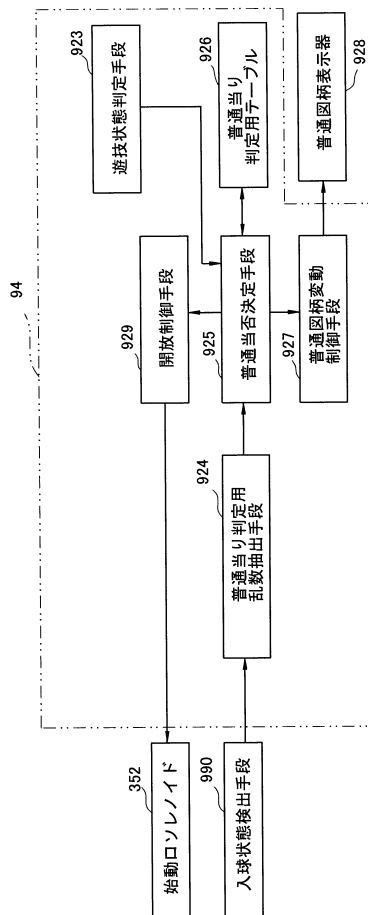 94
923
遊技状態判定手段
926
普通当り
判定用テーブル
928
普通図柄表示器
929
開放制御手段
925
普通当否決定手段
927
普通図柄変動
制御手段
924
普通当り判定用
乱数抽出手段
352
始動口ソレノイド
990
入球状態検出手段